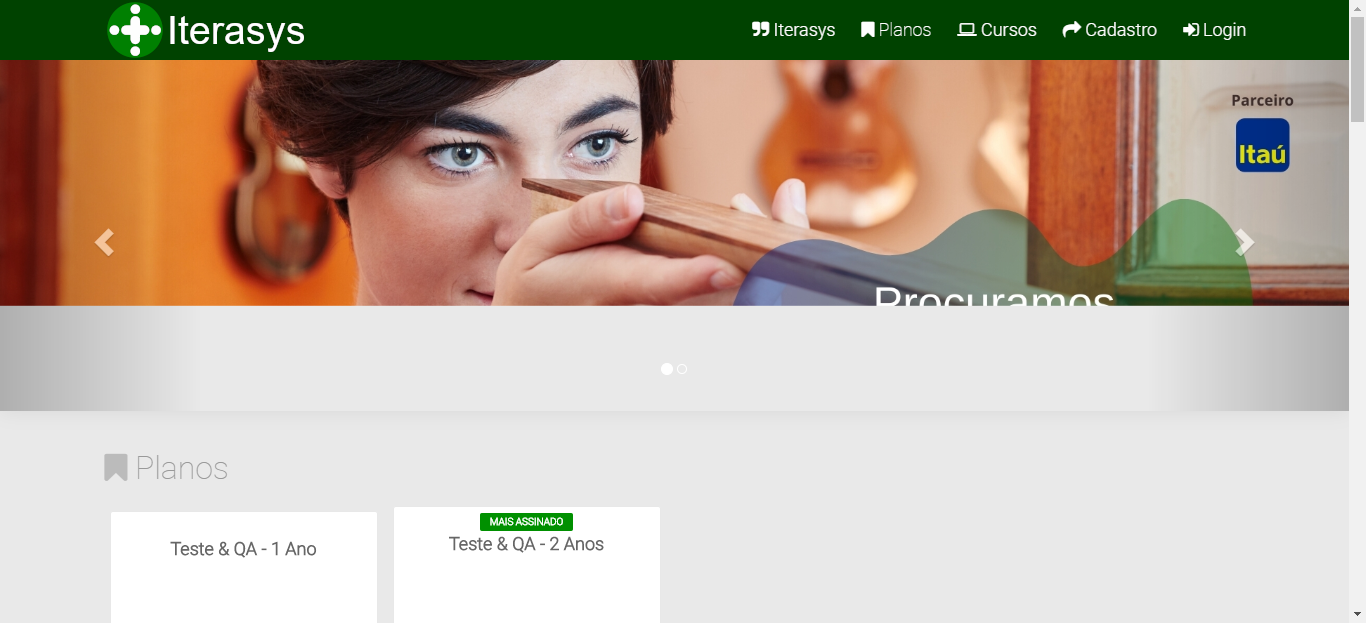 Iterasys
Iterasys Planos Cursos Cadastro Login
Parceiro
Itaú
Procuramos
Planos
Teste & QA - 1 Ano
MAIS ASSINADO
Teste & QA - 2 Anos